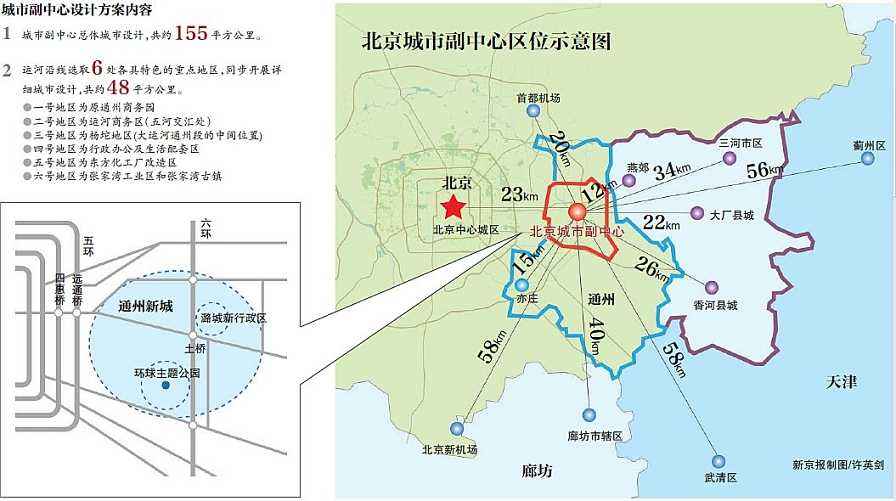 城市副中心设计方案内容
1 城市副中心总体城市设计,共约155平方公里。
2 运河沿线选取6处各具特色的重点地区,同步开展详
细城市设计,共约48平方公里。
●一号地区为原通州商务园
●二号地区为运河商务区(五河交汇处)
●三号地区为杨坨地区(大运河通州段的中间位置)
●四号地区为行政办公及生活配套区
●五号地区为东方化工厂改造区
●六号地区为张家湾工业区和张家湾古镇
北京城市副中心区位示意图
首都机场
20km
燕郊
12km
34km
三河市区
56km
蓟州区
北京
23km
北京中心城区
北京城市副中心
22km
大厂县城
15km
亦庄
26km
香河县城
通州
58km
40km
58km
北京新机场
廊坊市辖区
廊坊
武清区
天津
新京报制图/许英剑
五环
六环
四惠桥
远通桥
通州新城
潞城新行政区
土桥
环球主题公园